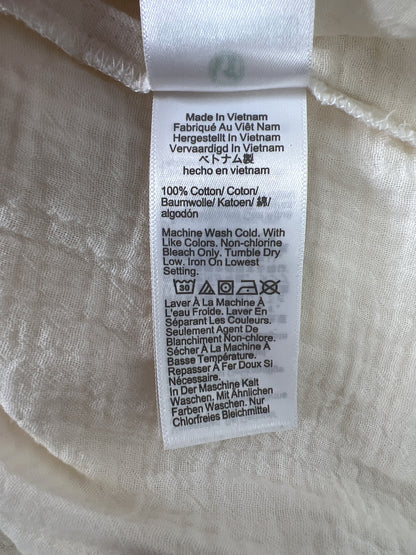 Made In Vietnam
Fabriqué Au Viêt Nam
Hergestellt In Vietnam
Vervaardigd In Vietnam
ベトナム製
hecho en vietnam
100% Cotton/ Coton/
Baumwolle/ Katoen/ 綿/
algodón
Machine Wash Cold. With
Like Colors. Non-chlorine
Bleach Only. Tumble Dry
Low. Iron On Lowest
Setting.
30
Laver À La Machine À
L'eau Froide. Laver En
Séparant Les Couleurs.
Seulement Agent De
Blanchiment Non-chlore.
Sécher À La Machine À
Basse Température.
Repasser À Fer Doux Si
Nécessaire.
In Der Maschine Kalt
Waschen. Mit Ähnlichen
Farben Waschen. Nur
Chlorfreies Bleichmittel